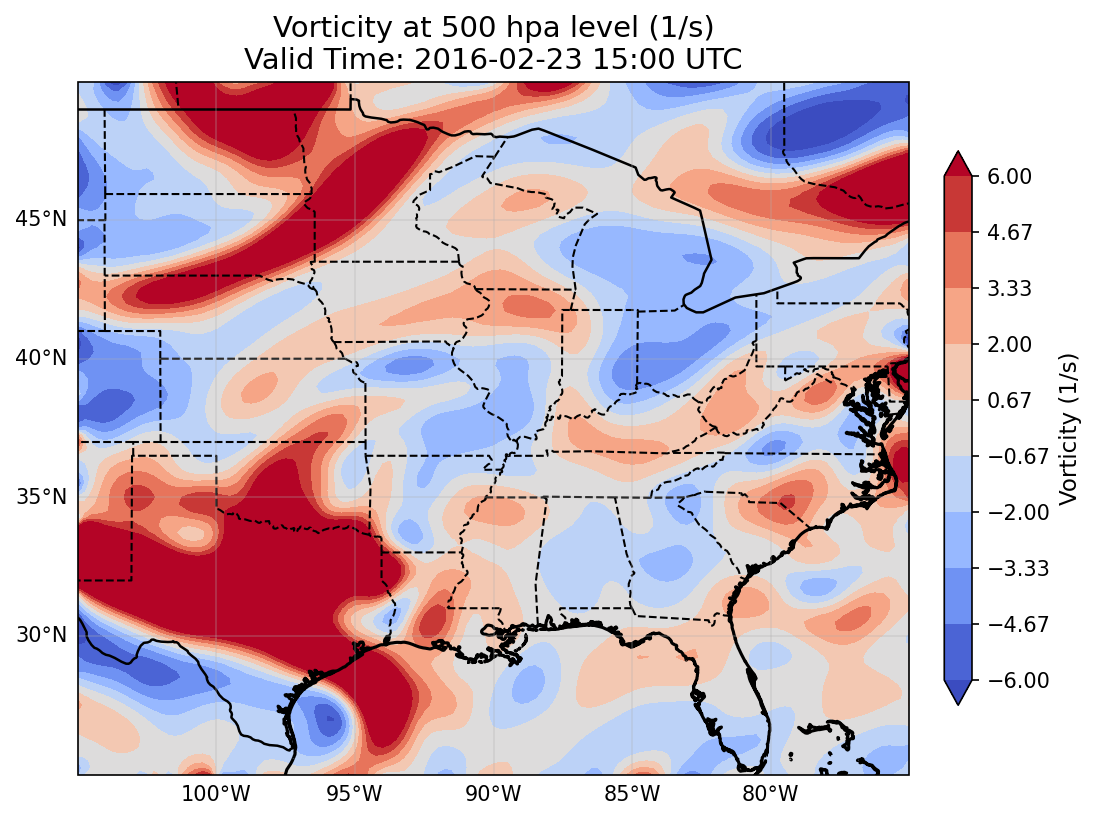 Vorticity at 500 hpa level (1/s)
Valid Time: 2016-02-23 15:00 UTC
45°N
40°N
35°N
30°N
100°W
95°W
90°W
85°W
80°W
6.00
4.67
3.33
2.00
0.67
−0.67
−2.00
−3.33
−4.67
−6.00
Vorticity (1/s)